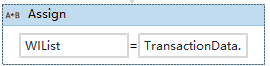 A*B Assign
WIList = TransactionData.